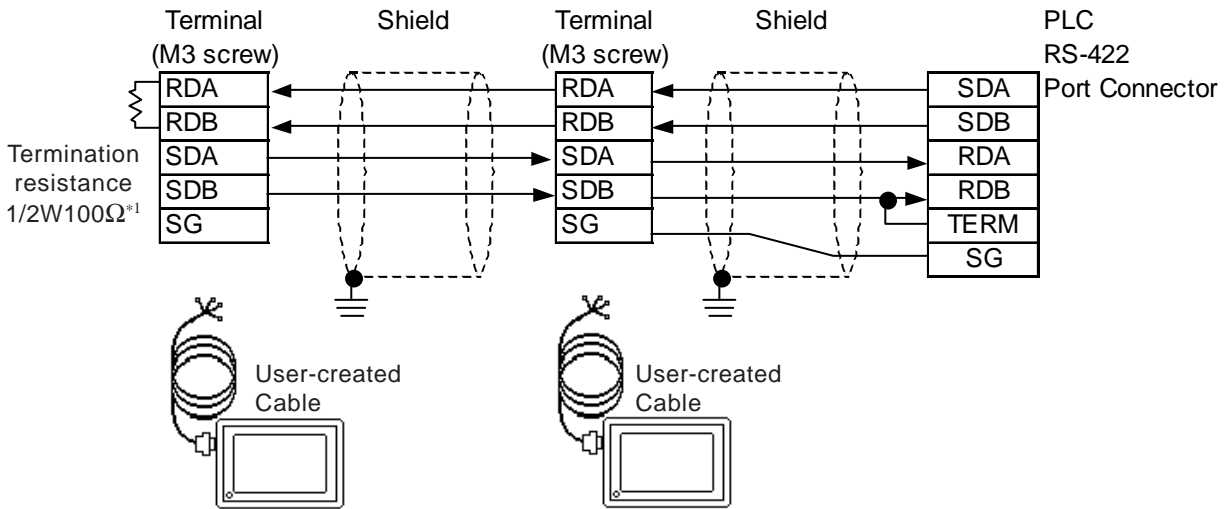 Terminal
(M3 screw)
Shield
Terminal
(M3 screw)
Shield
PLC
RS-422
Port Connector
RDA
RDB
SDA
SDB
SG
Termination
resistance
1/2W100Ω*1
RDA
RDB
SDA
SDB
SG
SDA
SDB
RDA
RDB
TERM
SG
User-created
Cable
User-created
Cable